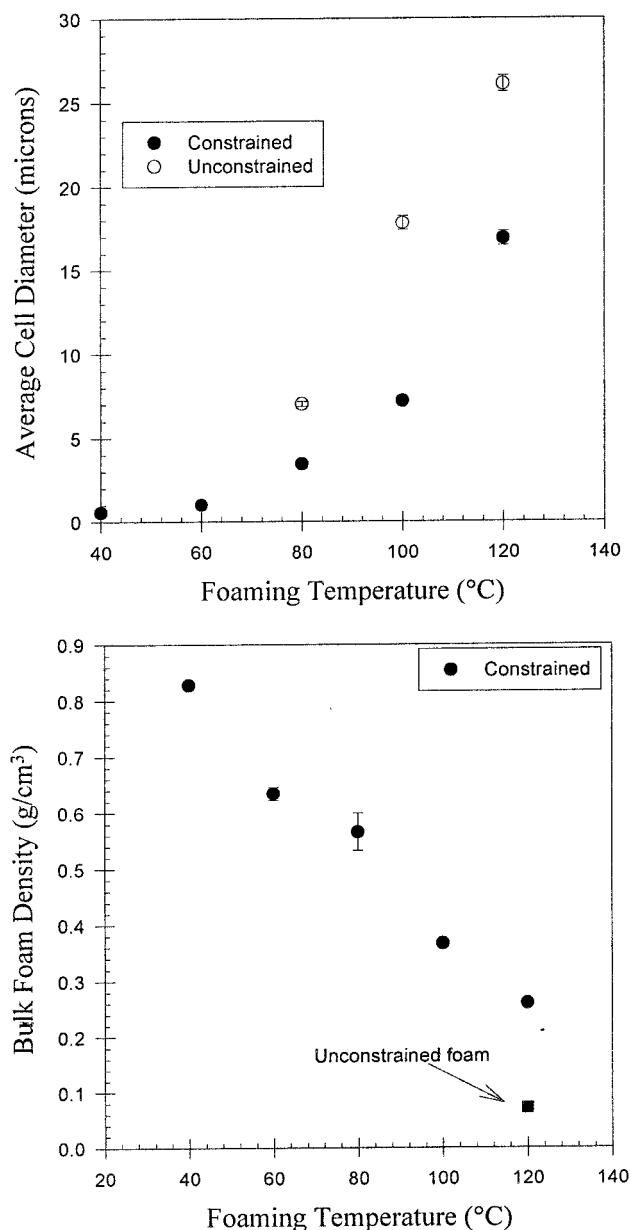 30
25
20
15
10
5
0
Average Cell Diameter (microns)
Constrained
Unconstrained
40 60 80 100 120 140
Foaming Temperature (°C)
0.9
0.8
0.7
0.6
0.5
0.4
0.3
0.2
0.1
0.0
Bulk Foam Density (g/cm³)
Constrained
Unconstrained foam
20 40 60 80 100 120 140
Foaming Temperature (°C)